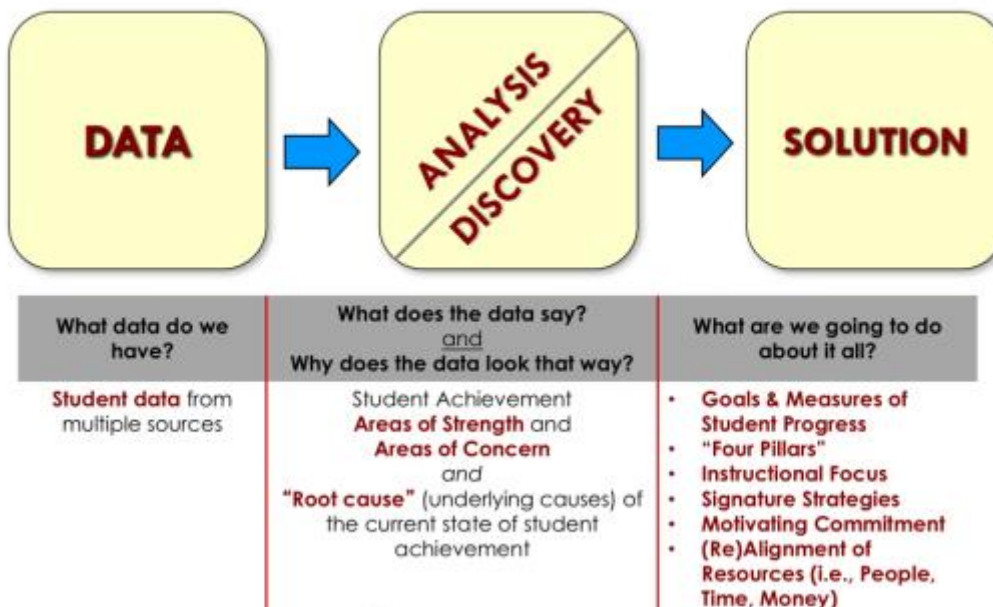 DATA
ANALYSIS
DISCOVERY
SOLUTION
What data do we
have?
What does the data say?
and
Why does the data look that way?
What are we going to do
about it all?
Student data from
multiple sources
Student Achievement
Areas of Strength and
Areas of Concern
and
"Root cause" (underlying causes) of
the current state of student
achievement
• Goals & Measures of
Student Progress
• "Four Pillars"
• Instructional Focus
• Signature Strategies
• Motivating Commitment
• (Re)Alignment of
Resources (i.e., People,
Time, Money)